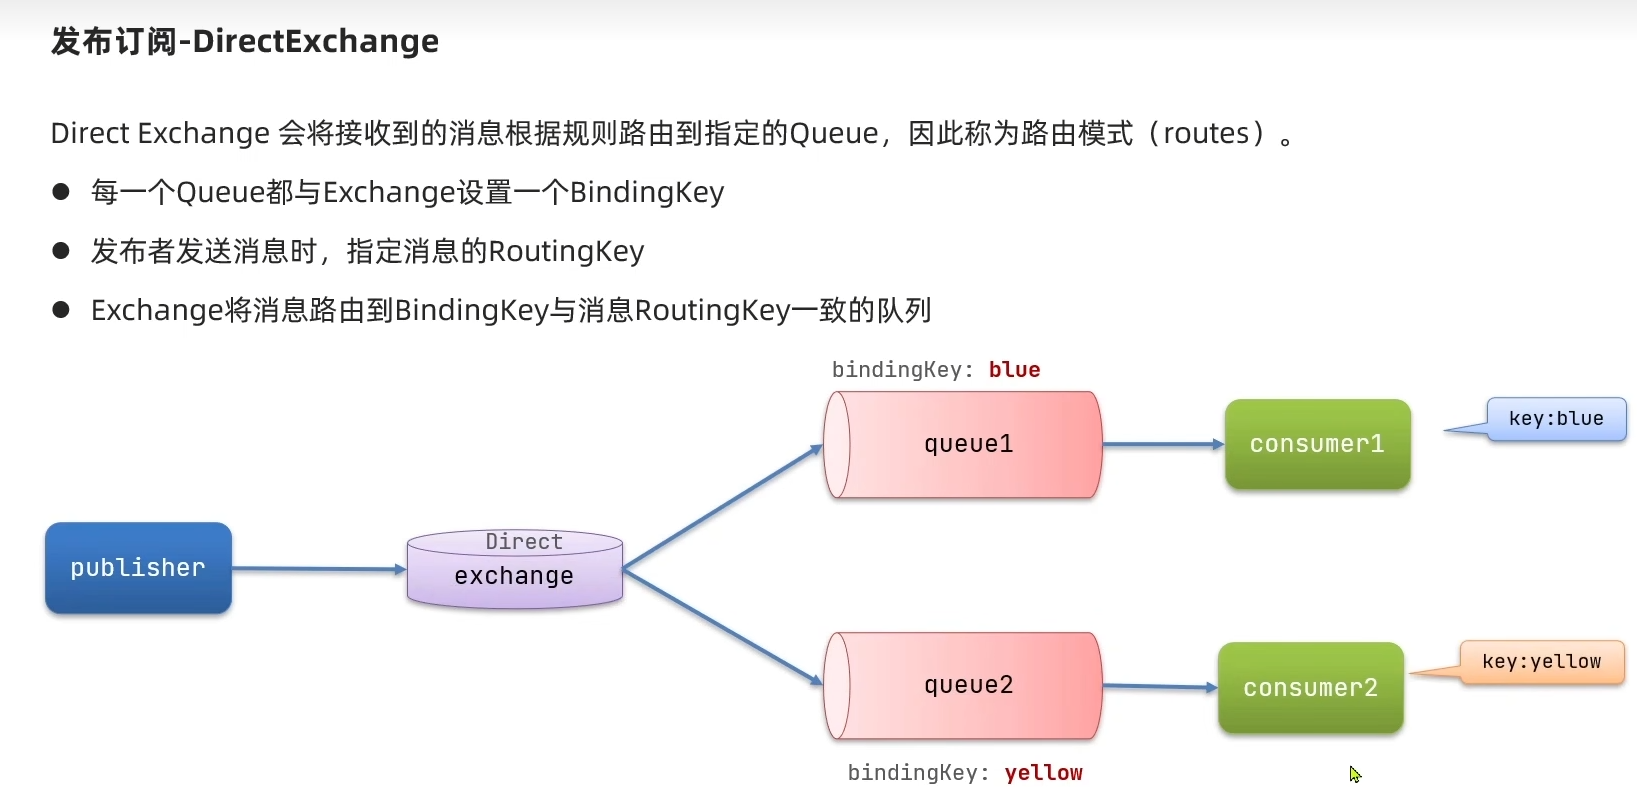 发布订阅-DirectExchange
Direct Exchange 会将接收到的消息根据规则路由到指定的Queue，因此称为路由模式（routes）。
● 每一个Queue都与Exchange设置一个BindingKey
● 发布者发送消息时，指定消息的RoutingKey
● Exchange将消息路由到BindingKey与消息RoutingKey一致的队列
bindingKey: blue
queue1
consumer1
key:blue
publisher
Direct
exchange
queue2
consumer2
key:yellow
bindingKey: yellow